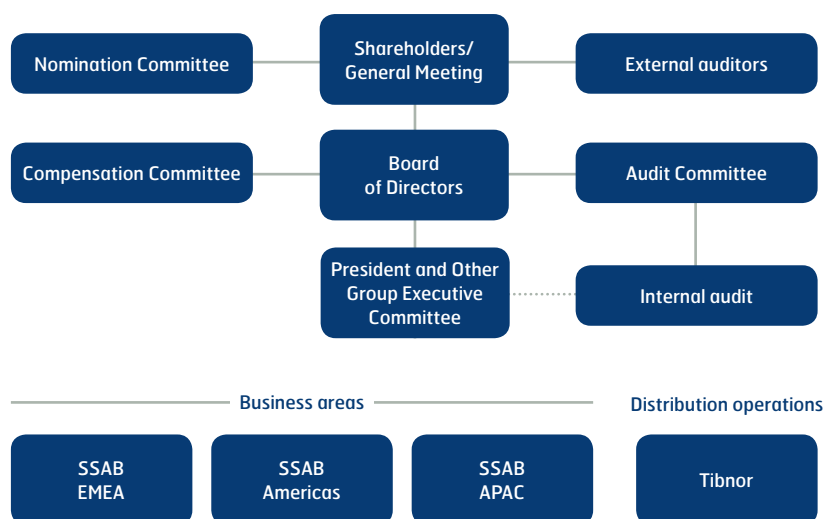 Nomination Committee
Shareholders/
General Meeting
External auditors
Compensation Committee
Board
of Directors
Audit Committee
President and Other
Group Executive
Committee
Internal audit
Business areas
Distribution operations
SSAB
EMEA
SSAB
Americas
SSAB
APAC
Tibnor